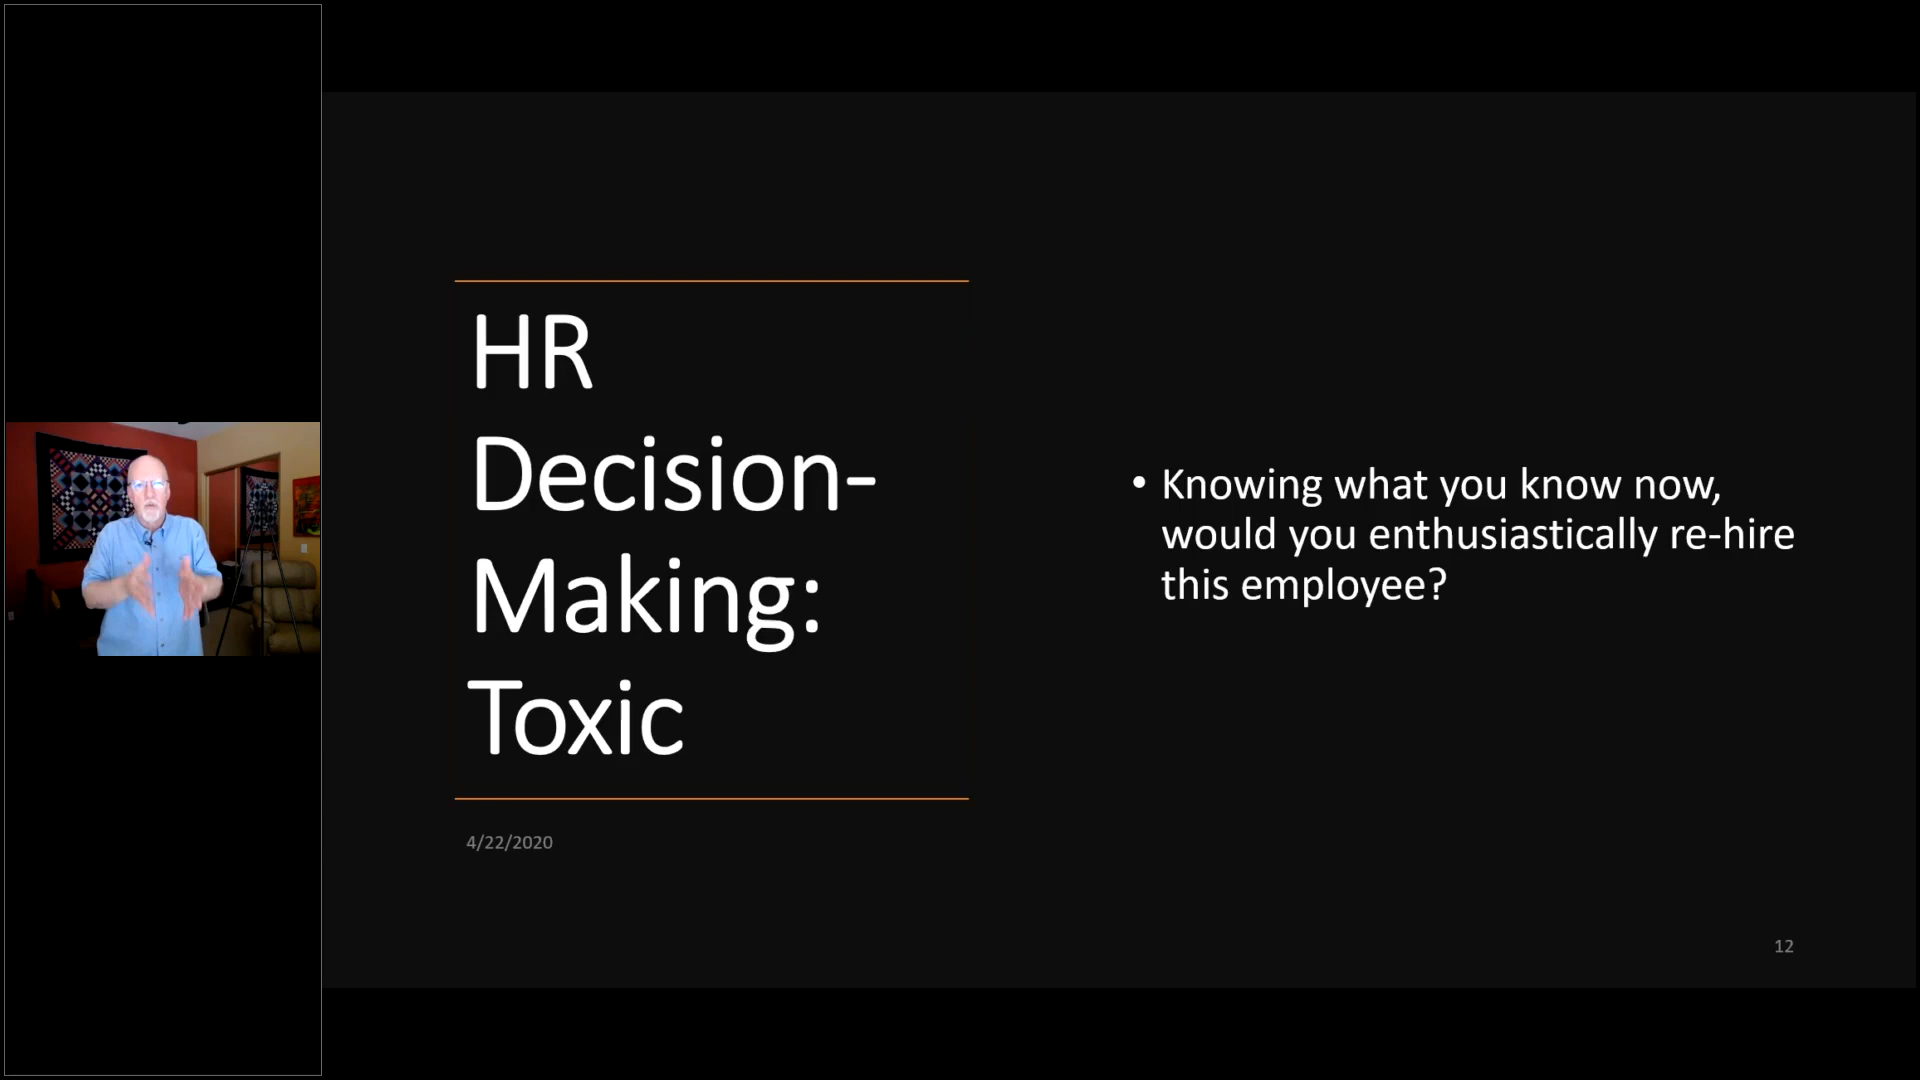 HR
Decision-
Making:
Toxic
• Knowing what you know now,
would you enthusiastically re-hire
this employee?
4/22/2020
12